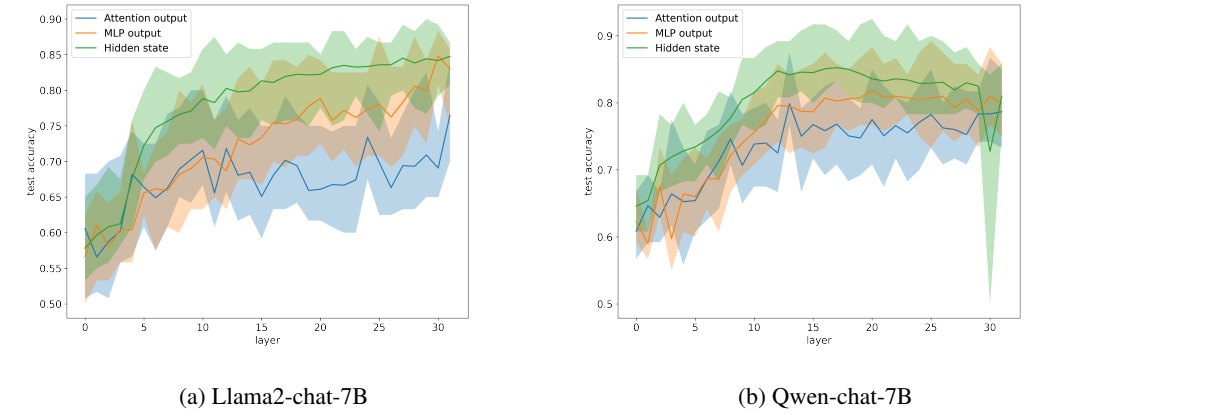 Attention output
MLP output
Hidden state
0.90
0.85
0.80
0.75
0.70
0.65
0.60
0.55
0.50
test accuracy
0 5 10 15 20 25 30
layer
(a) Llama2-chat-7B
Attention output
MLP output
Hidden state
0.9
0.8
0.7
0.6
0.5
test accuracy
0 5 10 15 20 25 30
layer
(b) Qwen-chat-7B